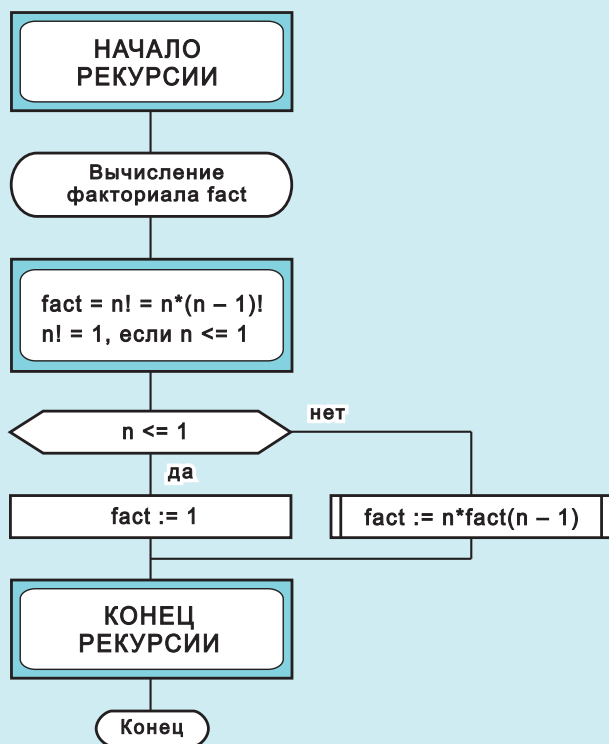 НАЧАЛО
РЕКУРСИИ
Вычисление
факториала fact
fact = n! = n*(n – 1)!
n! = 1, если n <= 1
n <= 1
нет
да
fact := 1
fact := n*fact(n – 1)
КОНЕЦ
РЕКУРСИИ
Конец